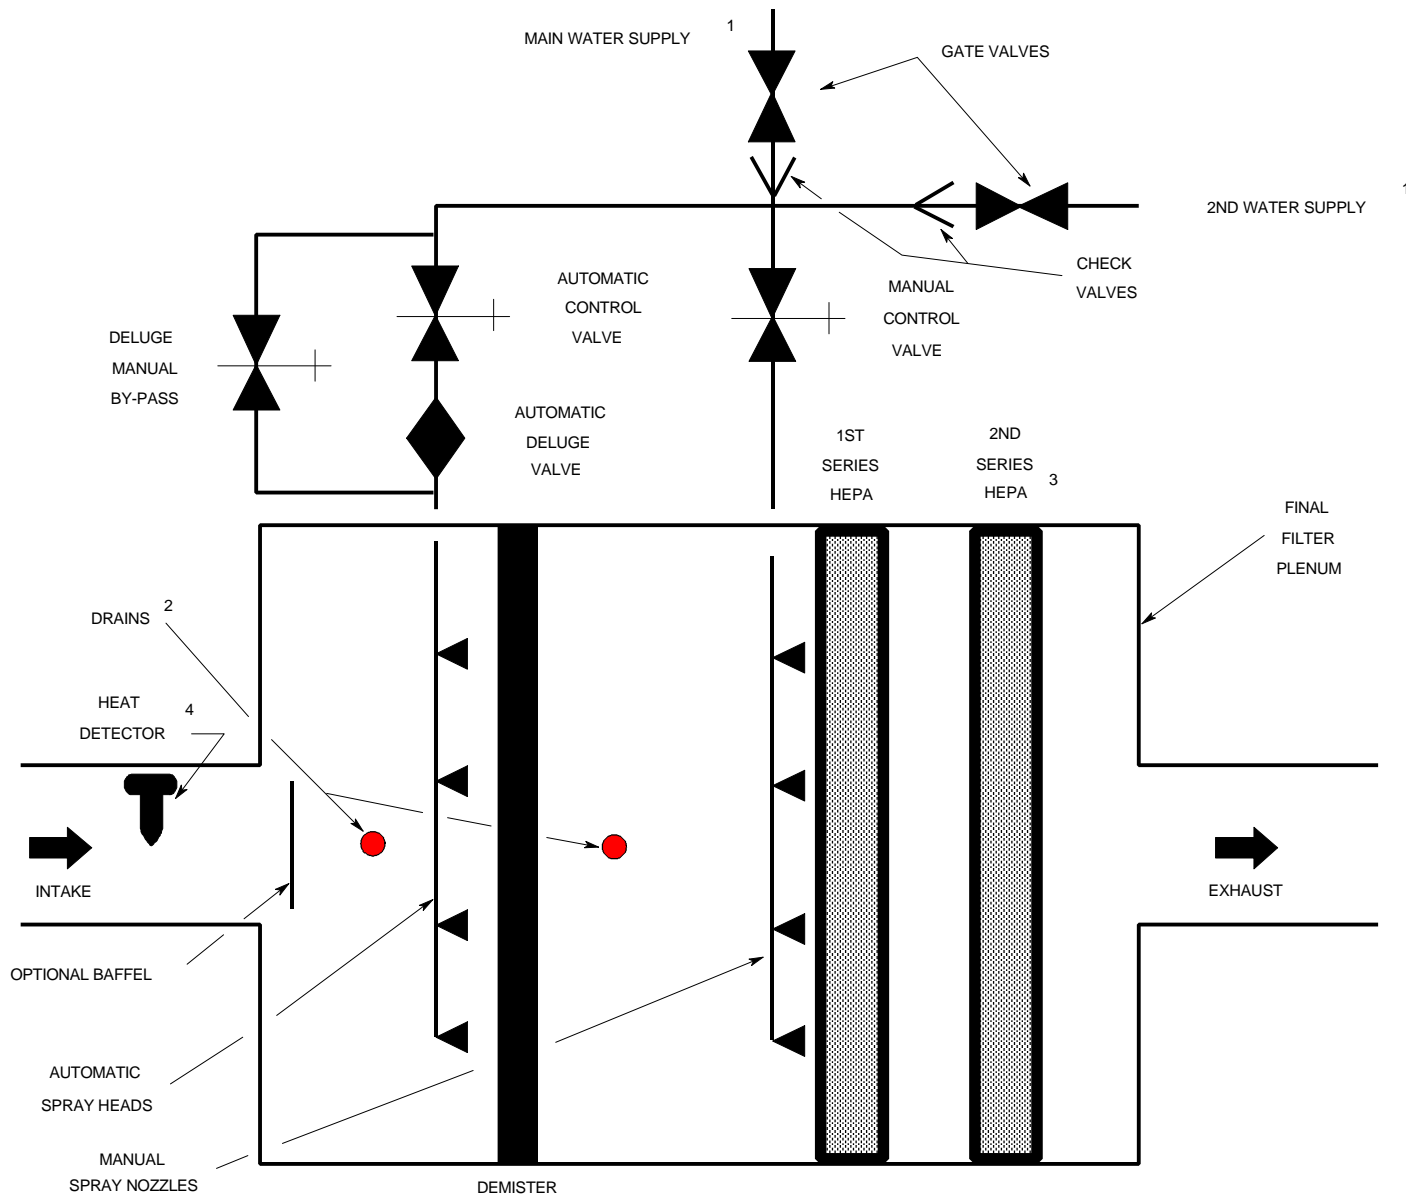 MAIN WATER SUPPLY 1
GATE VALVES
2ND WATER SUPPLY 1
CHECK
VALVES
AUTOMATIC
CONTROL
VALVE
MANUAL
CONTROL
VALVE
DELUGE
MANUAL
BY-PASS
AUTOMATIC
DELUGE
VALVE
1ST
SERIES
HEPA
2ND
SERIES
HEPA 3
FINAL
FILTER
PLENUM
DRAINS 2
HEAT
DETECTOR 4
INTAKE
EXHAUST
OPTIONAL BAFFEL
AUTOMATIC
SPRAY HEADS
MANUAL
SPRAY NOZZLES
DEMISTER